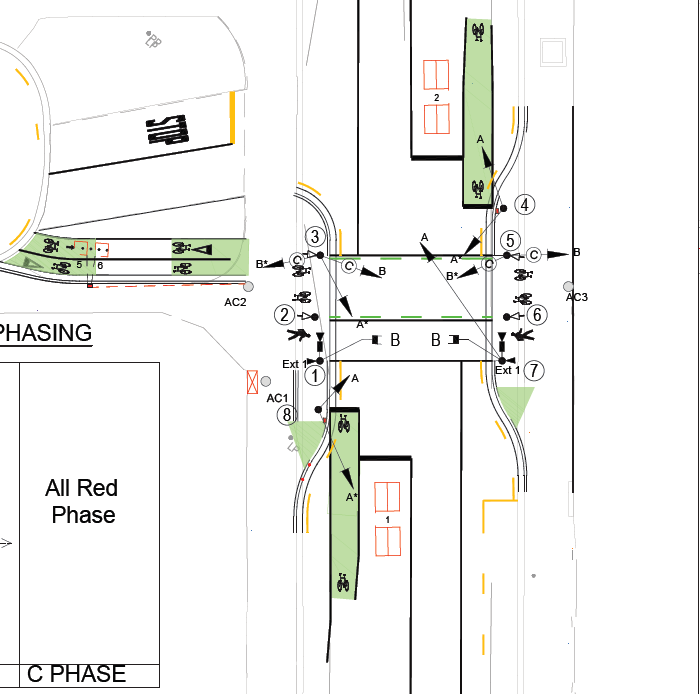 2
A
4
A
3
5
A*
C
B
B*
C
C
B
B*
B
5
6
AC2
AC3
2
6
A*
B
B
PHASING
Ext 1
Ext 1
1
7
A
AC1
8
All Red
Phase
A*
1
C PHASE